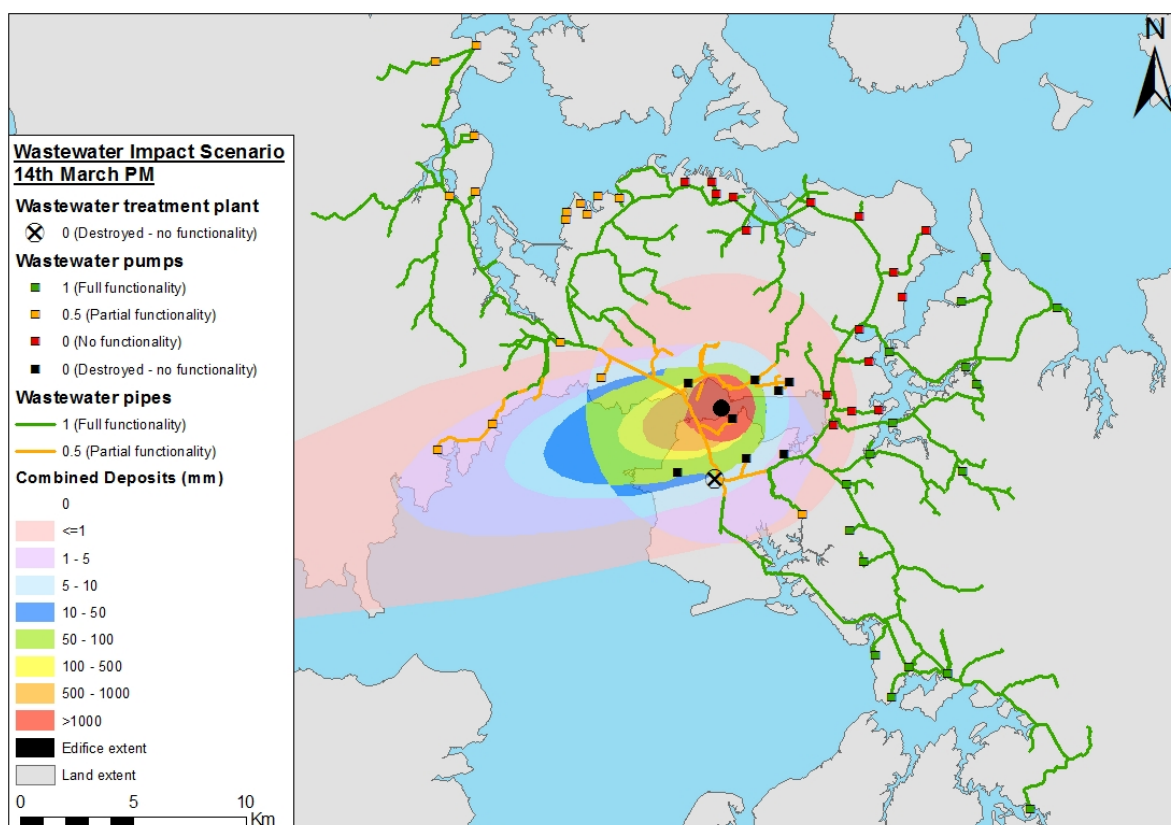 N
Wastewater Impact Scenario
14th March PM
Wastewater treatment plant
0 (Destroyed - no functionality)
Wastewater pumps
1 (Full functionality)
0.5 (Partial functionality)
0 (No functionality)
0 (Destroyed - no functionality)
Wastewater pipes
1 (Full functionality)
0.5 (Partial functionality)
Combined Deposits (mm)
0
<=1
1 - 5
5 - 10
10 - 50
50 - 100
100 - 500
500 - 1000
>1000
Edifice extent
Land extent
0 5 10
Km